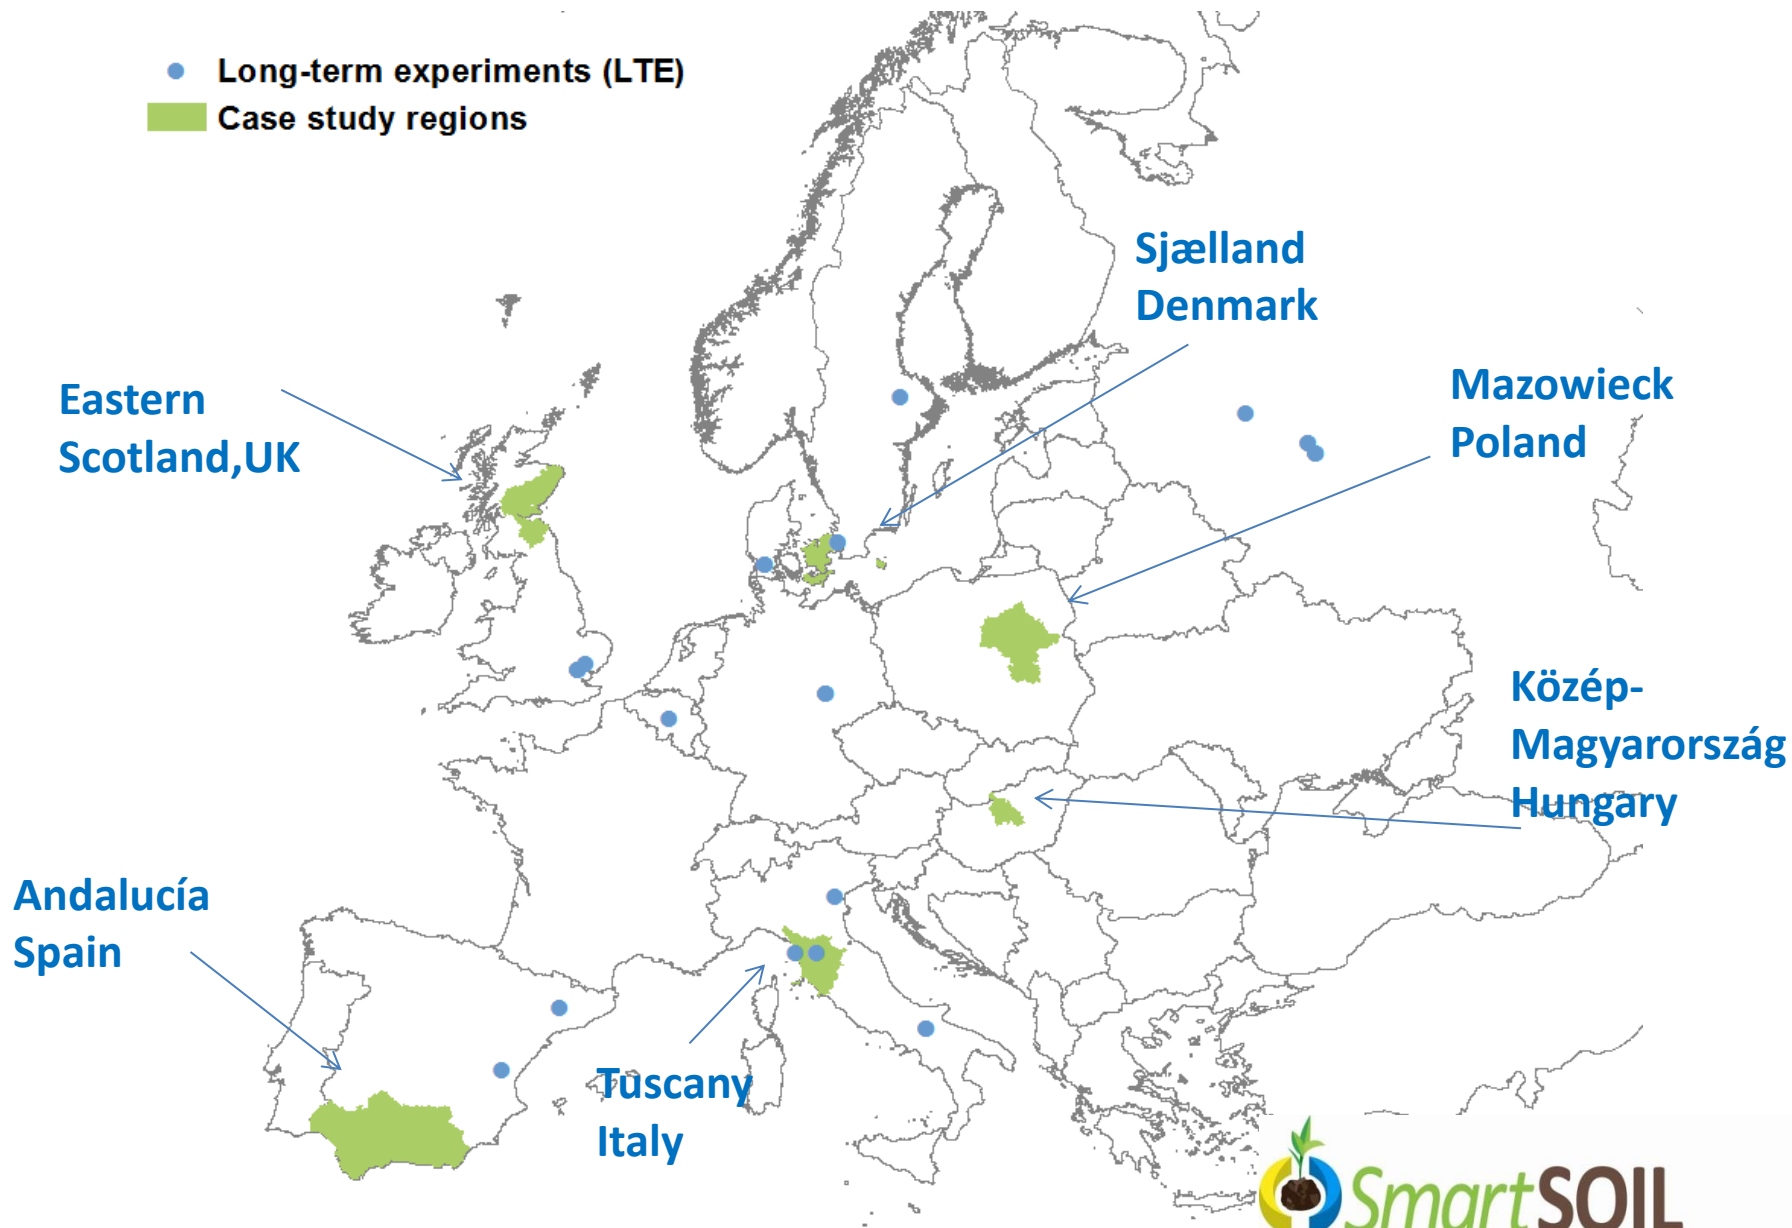 Long-term experiments (LTE)
Case study regions
Sjælland
Denmark
Mazowieck
Poland
Eastern
Scotland,UK
Közép-
Magyarország
Hungary
Andalucía
Spain
Tuscany
Italy
SmartSOIL